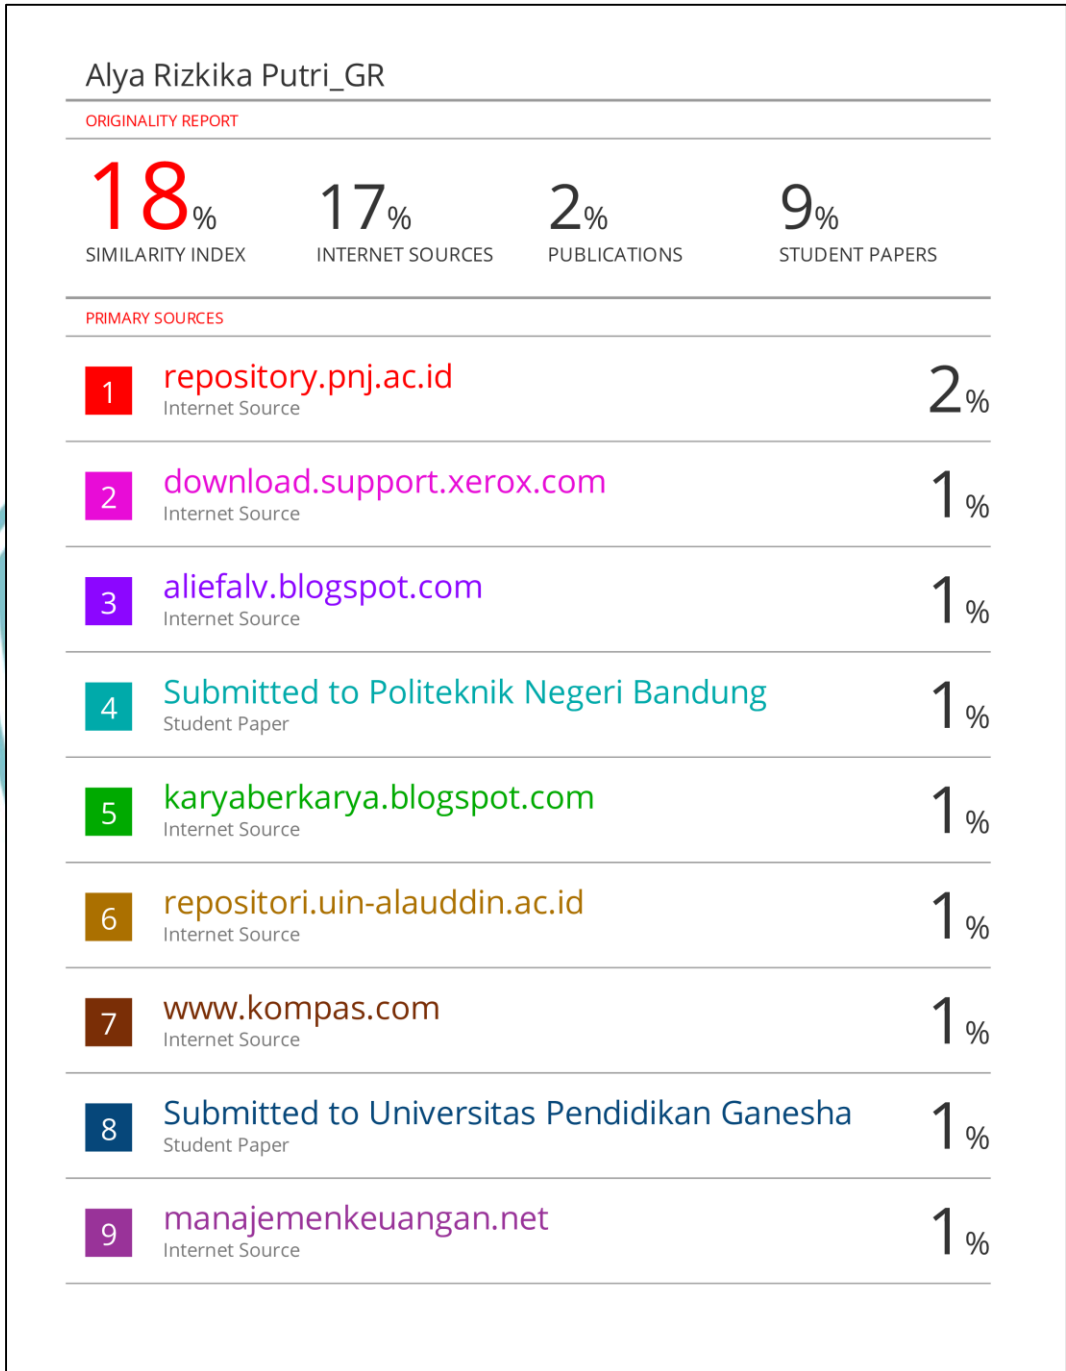 Alya Rizkika Putri_GR
ORIGINALITY REPORT
18% 17% 2% 9%
SIMILARITY INDEX INTERNET SOURCES PUBLICATIONS STUDENT PAPERS
PRIMARY SOURCES
1 repository.pnj.ac.id 2%
Internet Source
2 download.support.xerox.com 1%
Internet Source
3 aliefalv.blogspot.com 1%
Internet Source
4 Submitted to Politeknik Negeri Bandung 1%
Student Paper
5 karyaberkarya.blogspot.com 1%
Internet Source
6 repositori.uin-alauddin.ac.id 1%
Internet Source
7 www.kompas.com 1%
Internet Source
8 Submitted to Universitas Pendidikan Ganesha 1%
Student Paper
9 manajemenkeuangan.net 1%
Internet Source